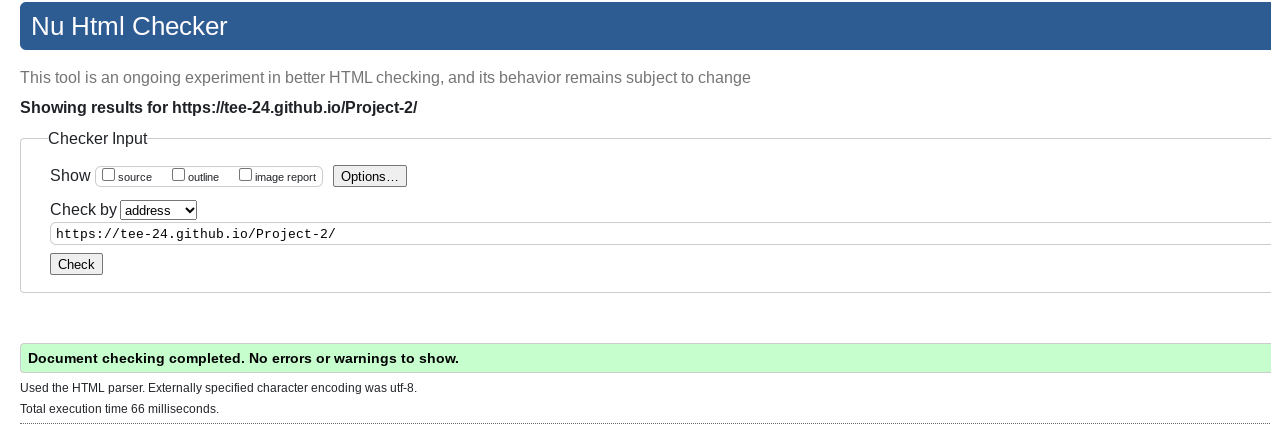 Nu Html Checker
This tool is an ongoing experiment in better HTML checking, and its behavior remains subject to change
Showing results for https://tee-24.github.io/Project-2/
Checker Input
Show source outline image report Options...
Check by address
https://tee-24.github.io/Project-2/
Check
Document checking completed. No errors or warnings to show.
Used the HTML parser. Externally specified character encoding was utf-8.
Total execution time 66 milliseconds.